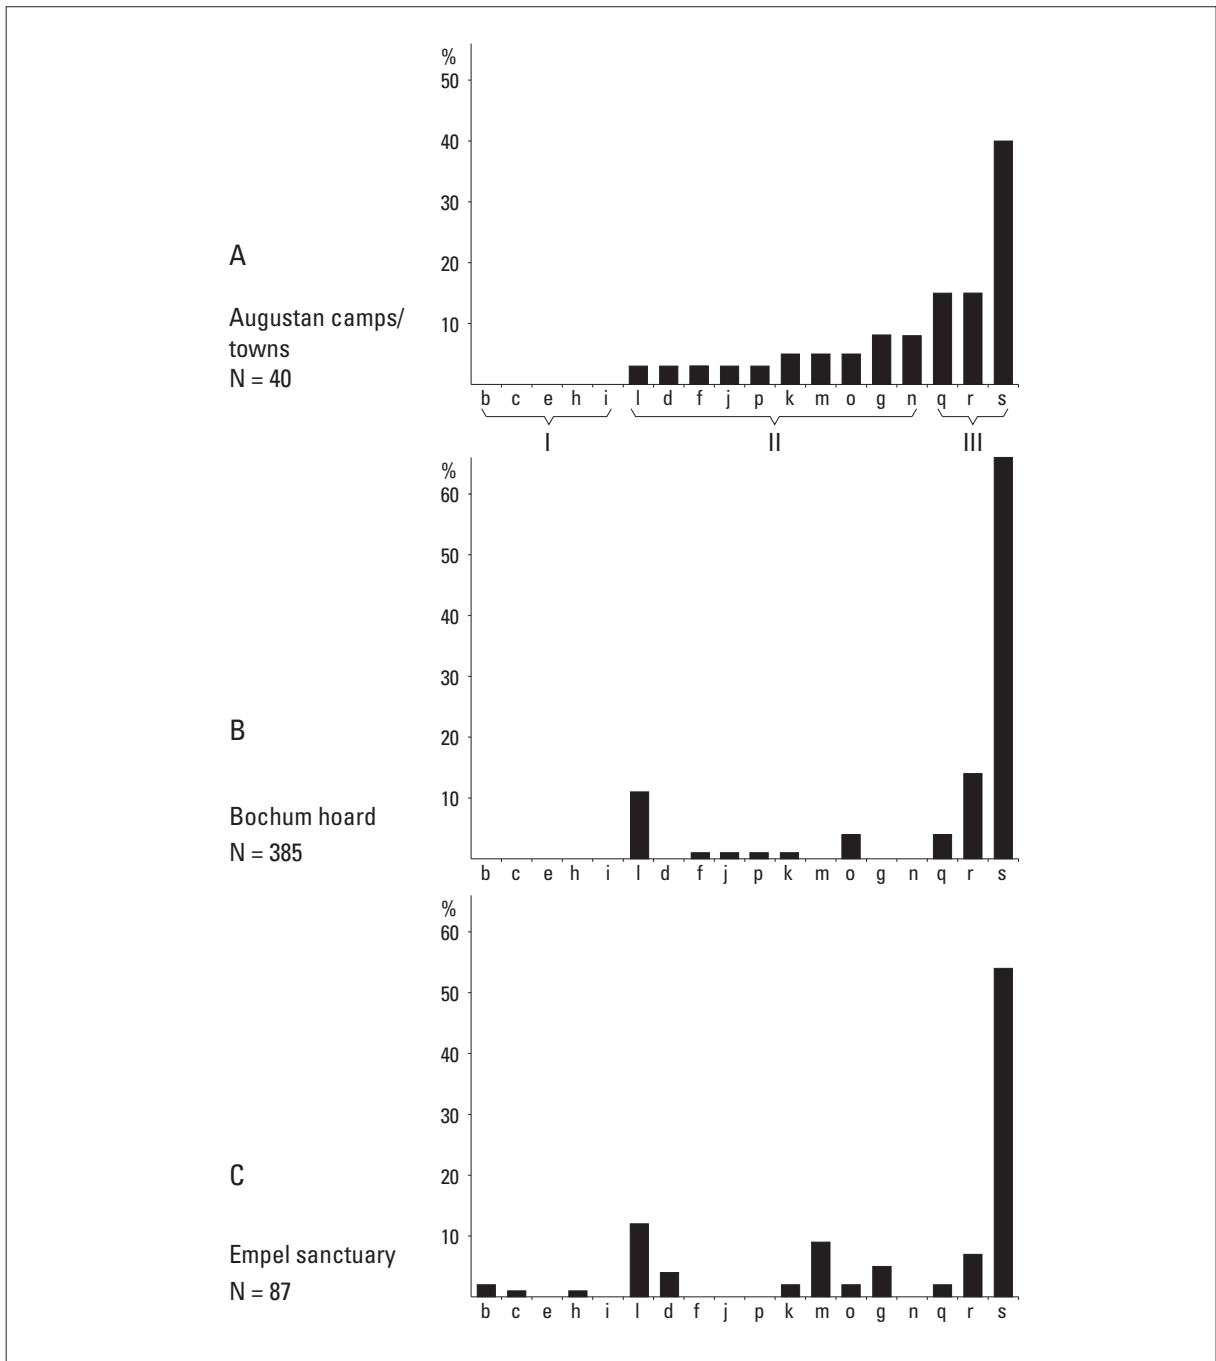 %
50
40
30
20
10
A
Augustan camps/
towns
N = 40
b c e h i l d f j p k m o g n q r s
I II III
%
60
50
40
30
20
10
B
Bochum hoard
N = 385
b c e h i l d f j p k m o g n q r s
%
60
50
40
30
20
10
C
Empel sanctuary
N = 87
b c e h i l d f j p k m o g n q r s